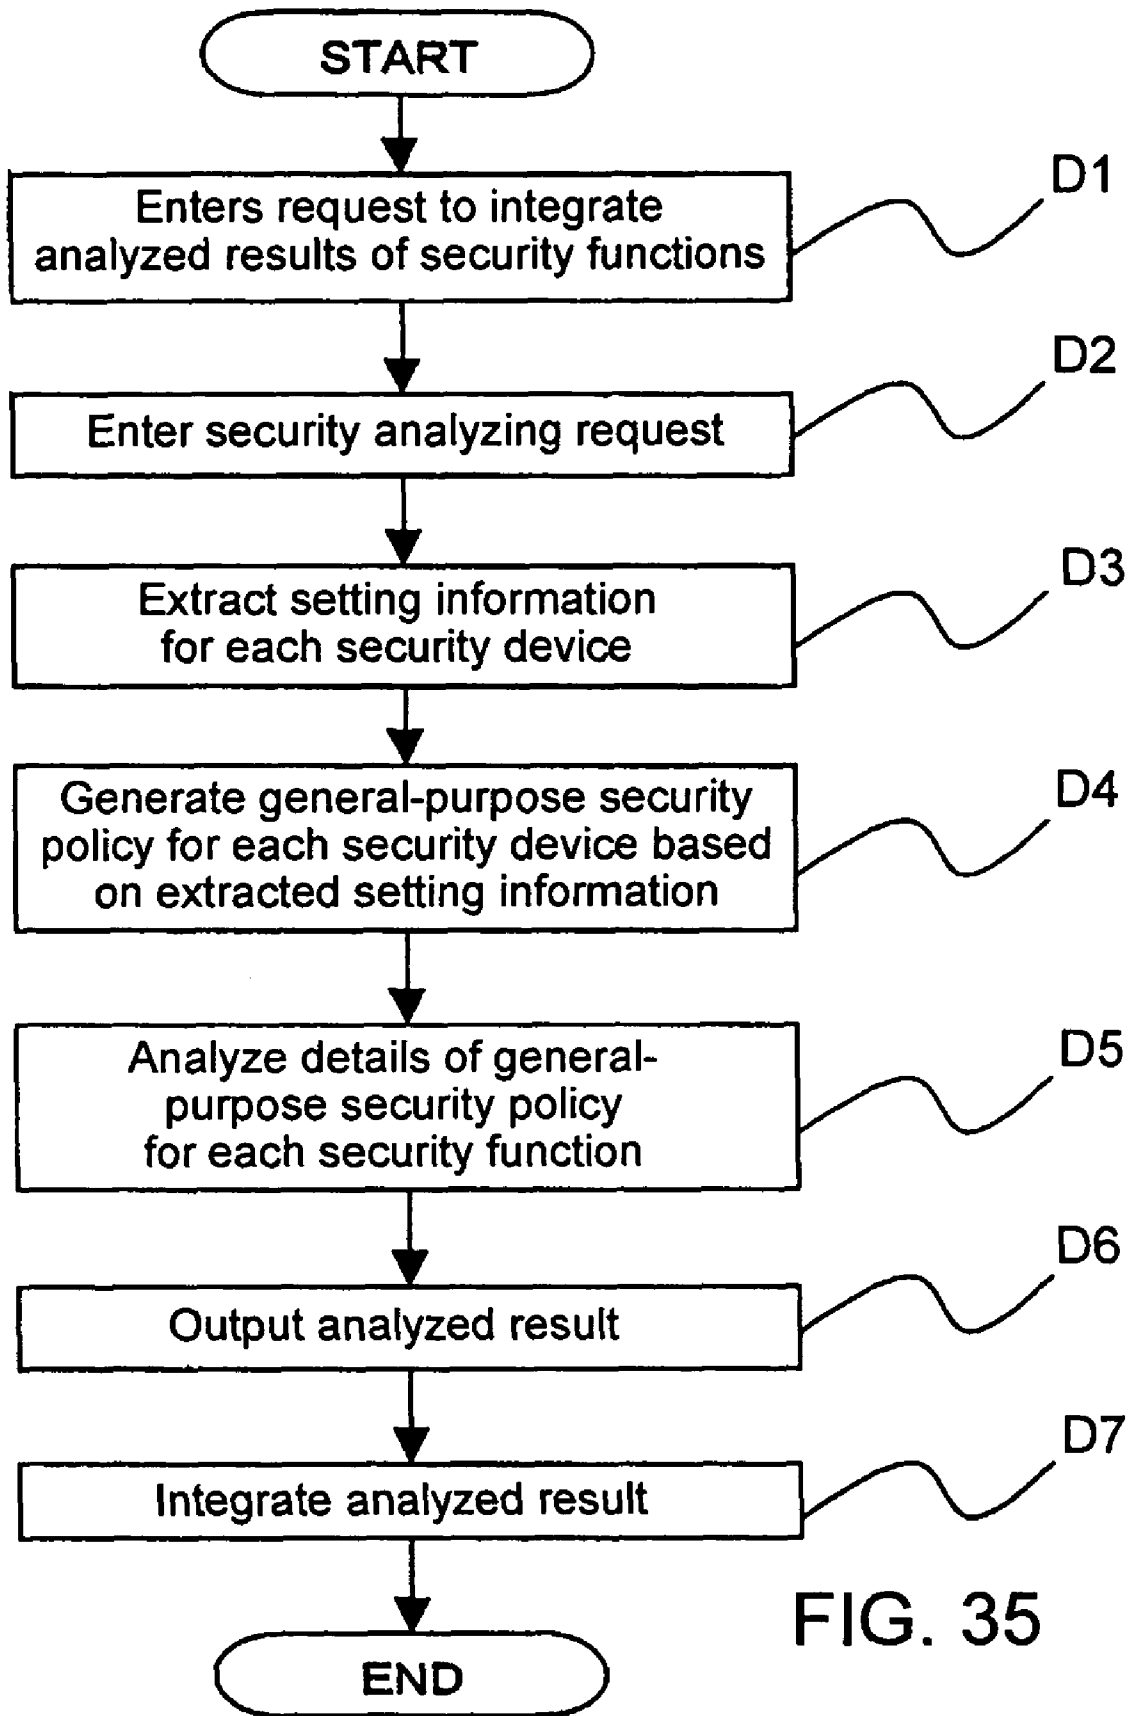 START
Enters request to integrate
analyzed results of security functions
D1
Enter security analyzing request
D2
Extract setting information
for each security device
D3
Generate general-purpose security
policy for each security device based
on extracted setting information
D4
Analyze details of general-
purpose security policy
for each security function
D5
Output analyzed result
D6
Integrate analyzed result
D7
END
FIG. 35